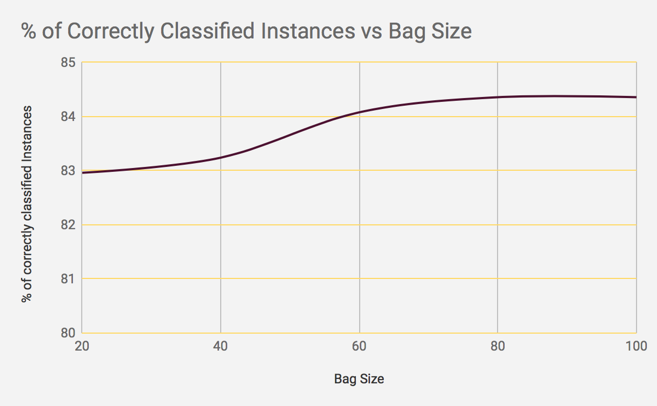 % of Correctly Classified Instances vs Bag Size
% of correctly classified Instances
85
84
83
82
81
80
20 40 60 80 100
Bag Size